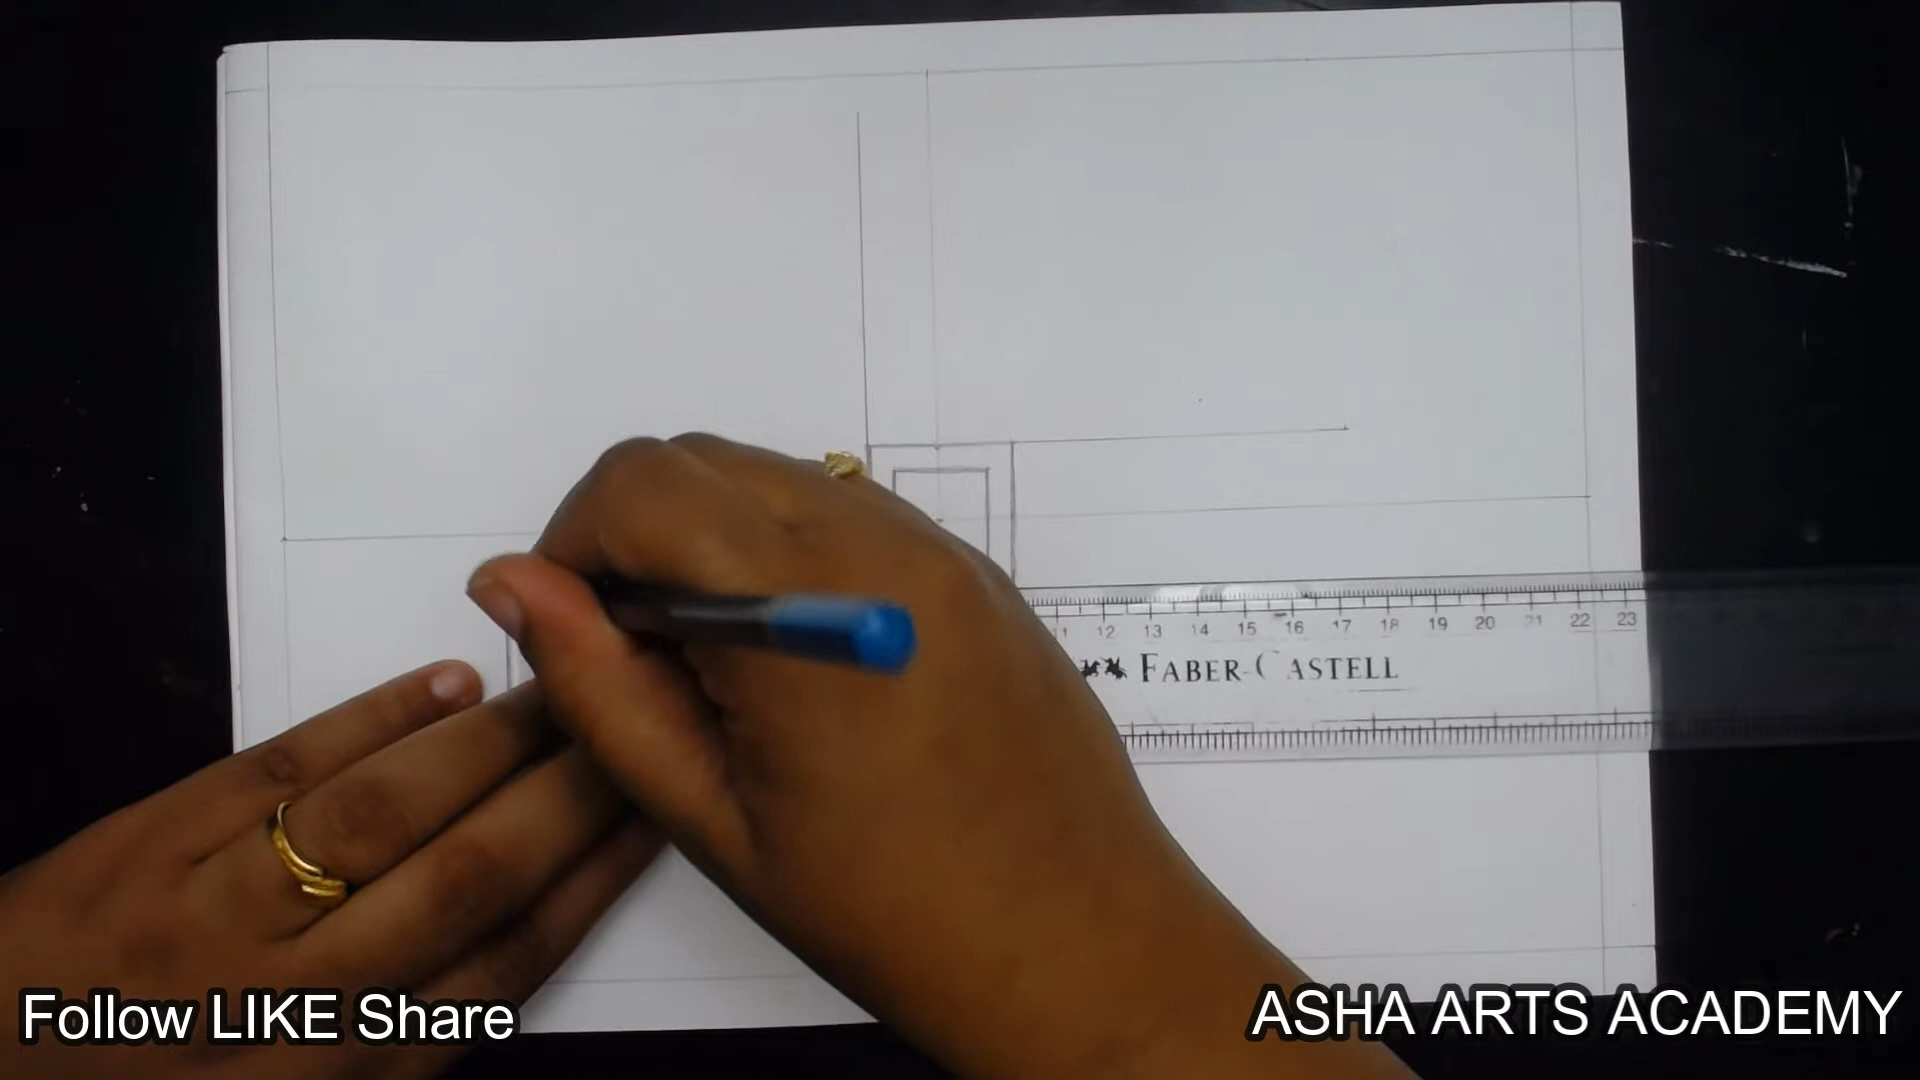 11 12 13 14 15 16 17 18 19 20 21 22 23
FABER-CASTELL
Follow LIKE Share
ASHA ARTS ACADEMY